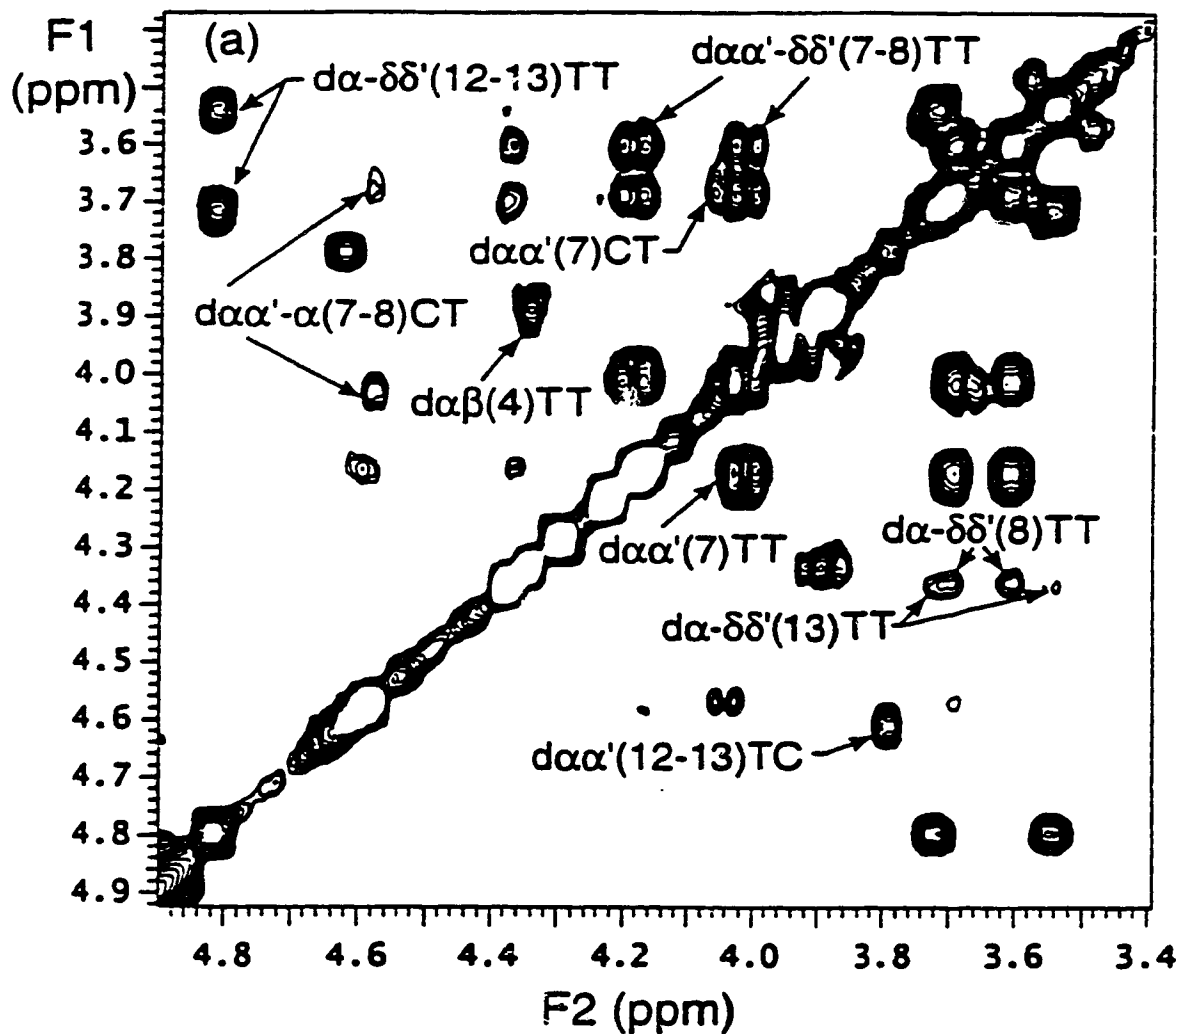 F1
(ppm)
(a)
dα-δδ'(12-13)TT
dαα'-δδ'(7-8)TT
3.6
3.7
3.8
3.9
4.0
4.1
4.2
4.3
4.4
4.5
4.6
4.7
4.8
4.9
dαα'(7)CT
dαα'-α(7-8)CT
dαβ(4)TT
dαα'(7)TT
dα-δδ'(8)TT
dα-δδ'(13)TT
dαα'(12-13)TC
4.8 4.6 4.4 4.2 4.0 3.8 3.6 3.4
F2 (ppm)